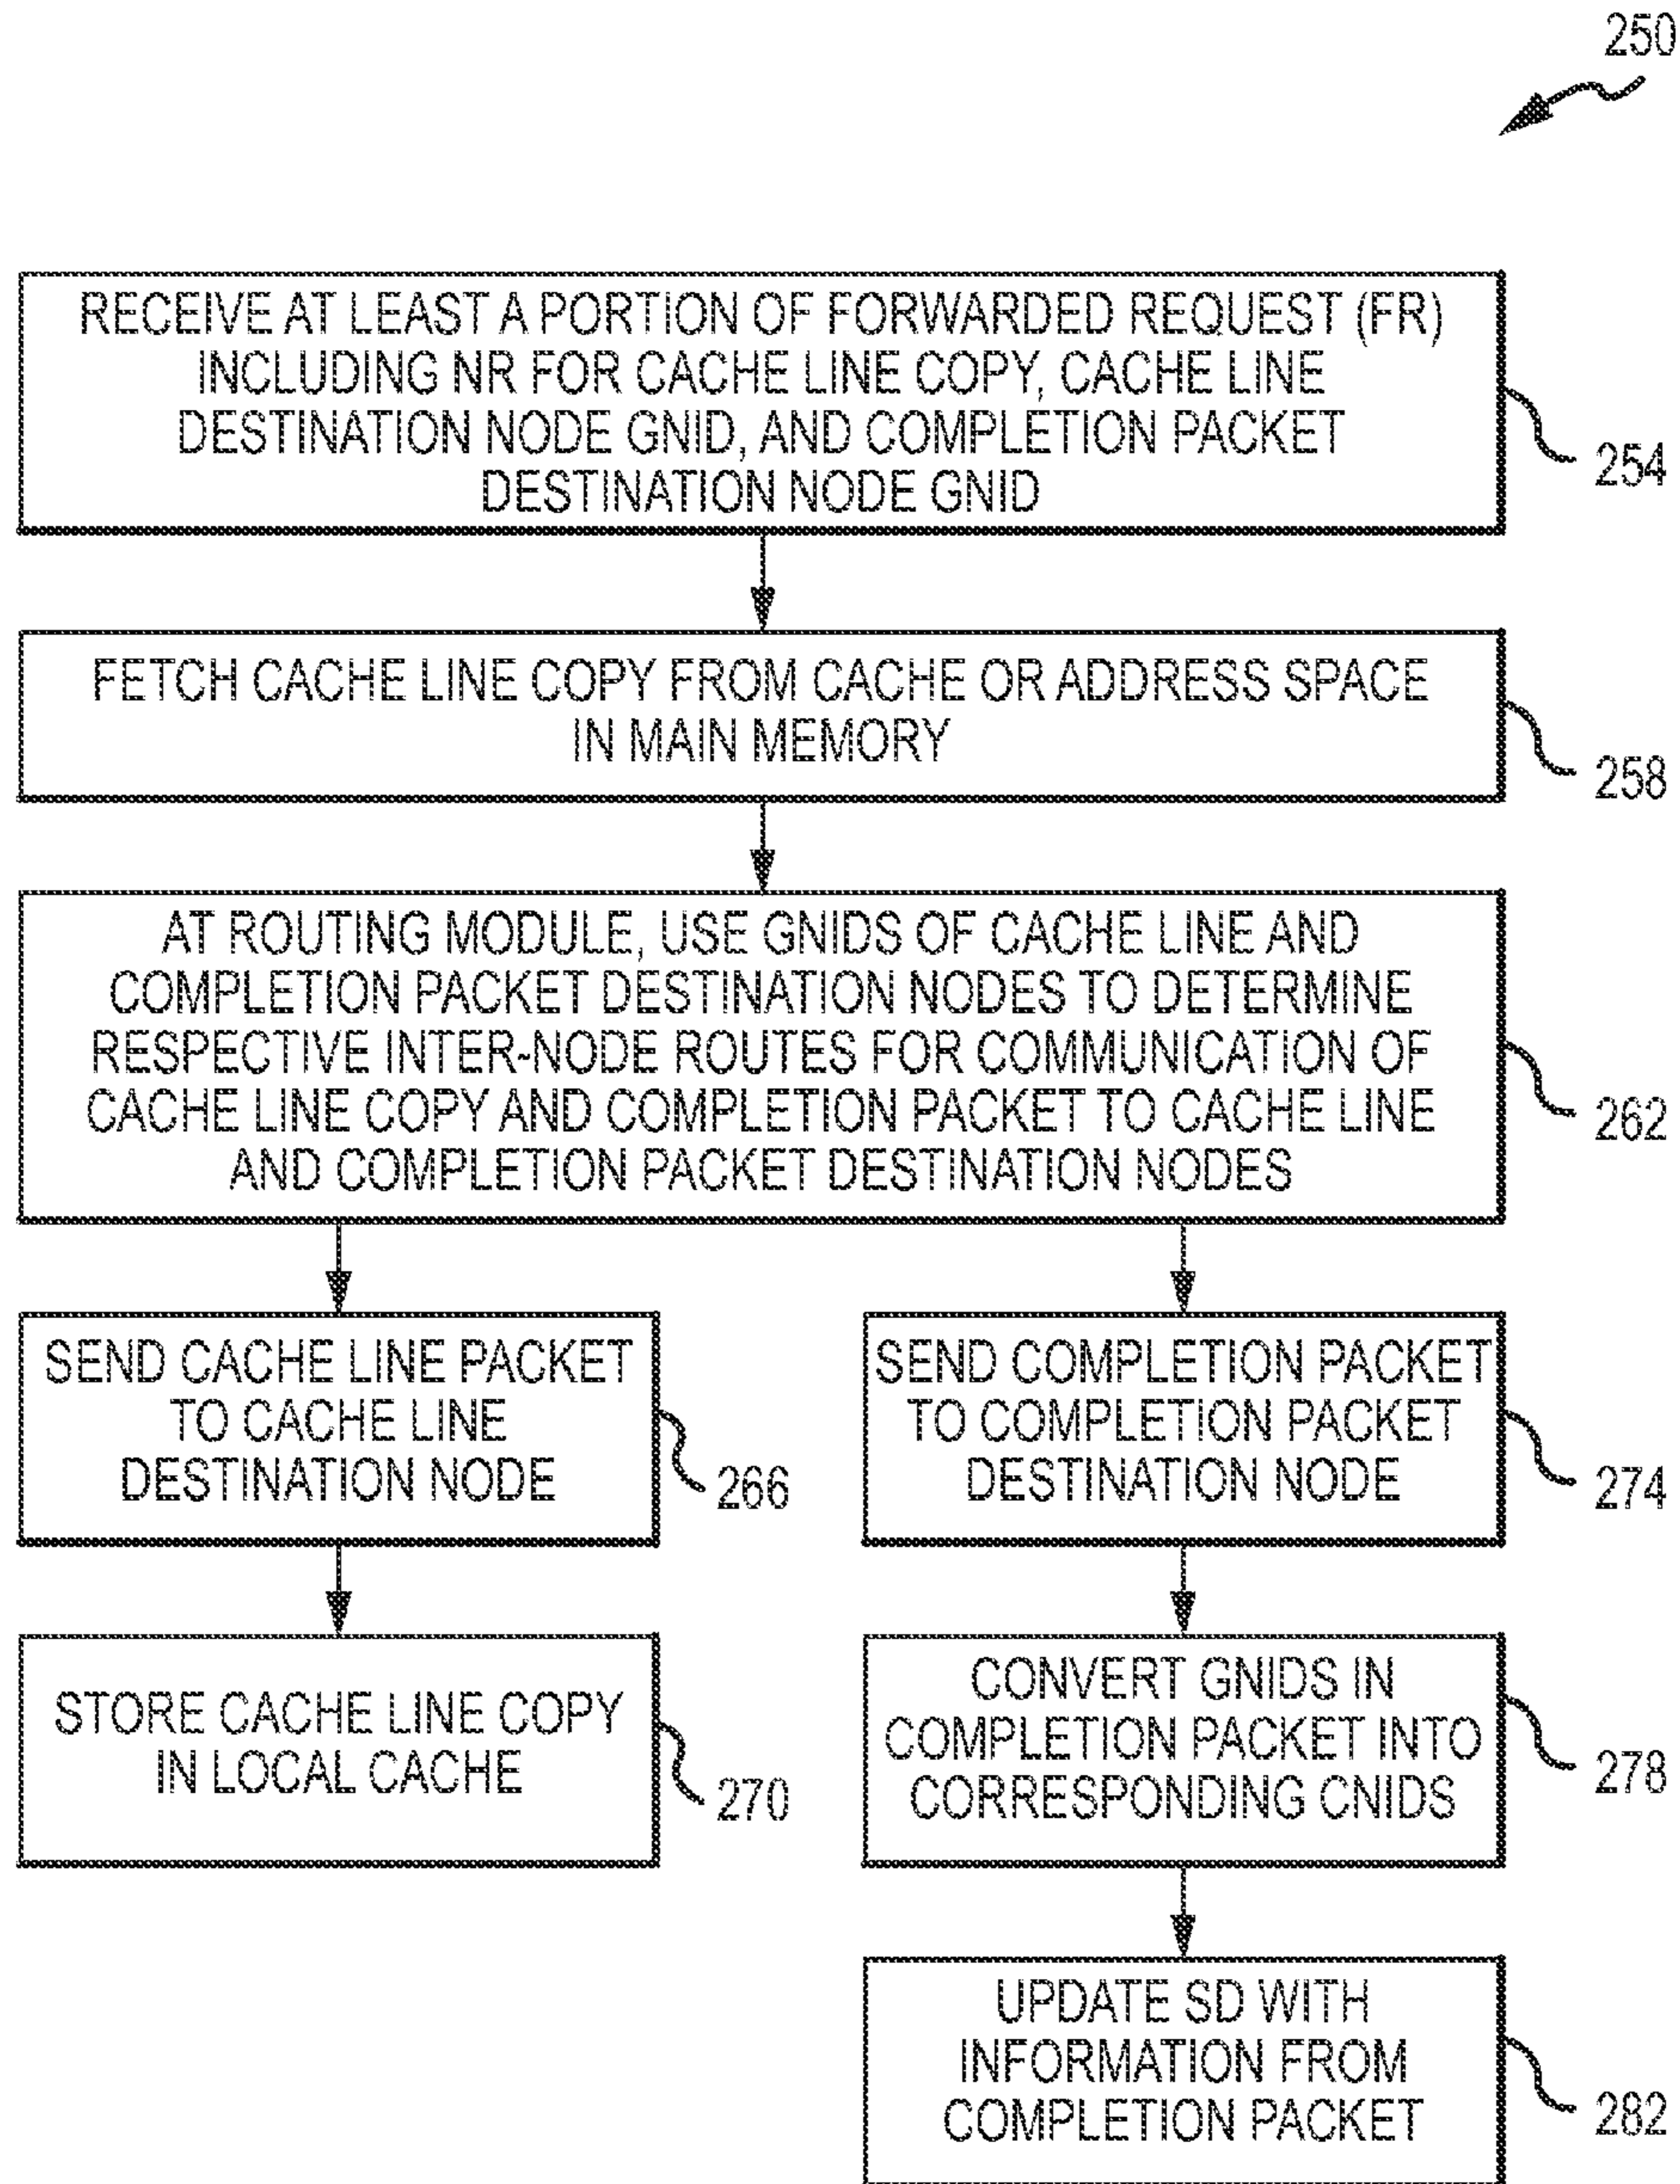 250
RECEIVE AT LEAST A PORTION OF FORWARDED REQUEST (FR)
INCLUDING NR FOR CACHE LINE COPY, CACHE LINE
DESTINATION NODE GNID, AND COMPLETION PACKET
DESTINATION NODE GNID
254
FETCH CACHE LINE COPY FROM CACHE OR ADDRESS SPACE
IN MAIN MEMORY
258
AT ROUTING MODULE, USE GNIDS OF CACHE LINE AND
COMPLETION PACKET DESTINATION NODES TO DETERMINE
RESPECTIVE INTER-NODE ROUTES FOR COMMUNICATION OF
CACHE LINE COPY AND COMPLETION PACKET TO CACHE LINE
AND COMPLETION PACKET DESTINATION NODES
262
SEND CACHE LINE PACKET
TO CACHE LINE
DESTINATION NODE
266
SEND COMPLETION PACKET
TO COMPLETION PACKET
DESTINATION NODE
274
STORE CACHE LINE COPY
IN LOCAL CACHE
270
CONVERT GNIDS IN
COMPLETION PACKET INTO
CORRESPONDING CNIDS
278
UPDATE SD WITH
INFORMATION FROM
COMPLETION PACKET
282